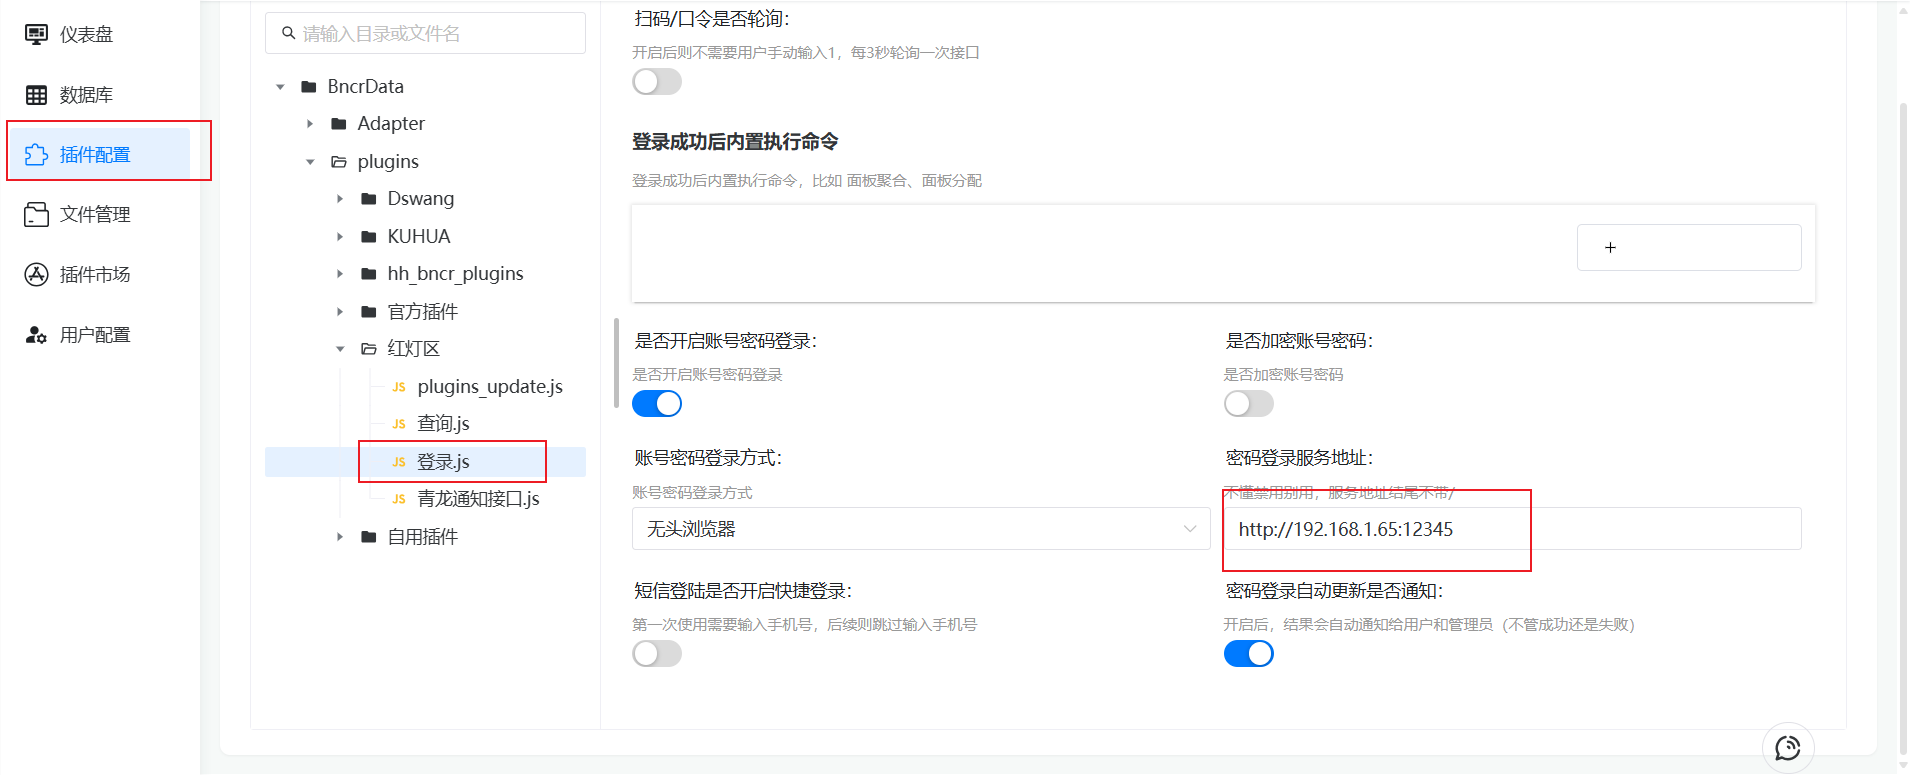 仪表盘
数据库
插件配置
文件管理
插件市场
用户配置
请输入目录或文件名
BncrData
Adapter
plugins
Dswang
KUHUA
hh_bncr_plugins
官方插件
红灯区
JS plugins_update.js
JS 查询.js
JS 登录.js
JS 青龙通知接口.js
自用插件
扫码/口令是否轮询:
开启后则不需要用户手动输入1，每3秒轮询一次接口
登录成功后内置执行命令
登录成功后内置执行命令，比如 面板聚合、面板分配
+
是否开启账号密码登录:
是否开启账号密码登录
是否加密账号密码:
是否加密账号密码
账号密码登录方式:
账号密码登录方式
无头浏览器
密码登录服务地址:
不懂禁用别用，服务地址结尾不带/
http://192.168.1.65:12345
短信登陆是否开启快捷登录:
第一次使用需要输入手机号，后续则跳过输入手机号
密码登录自动更新是否通知:
开启后，结果会自动通知给用户和管理员（不管成功还是失败）